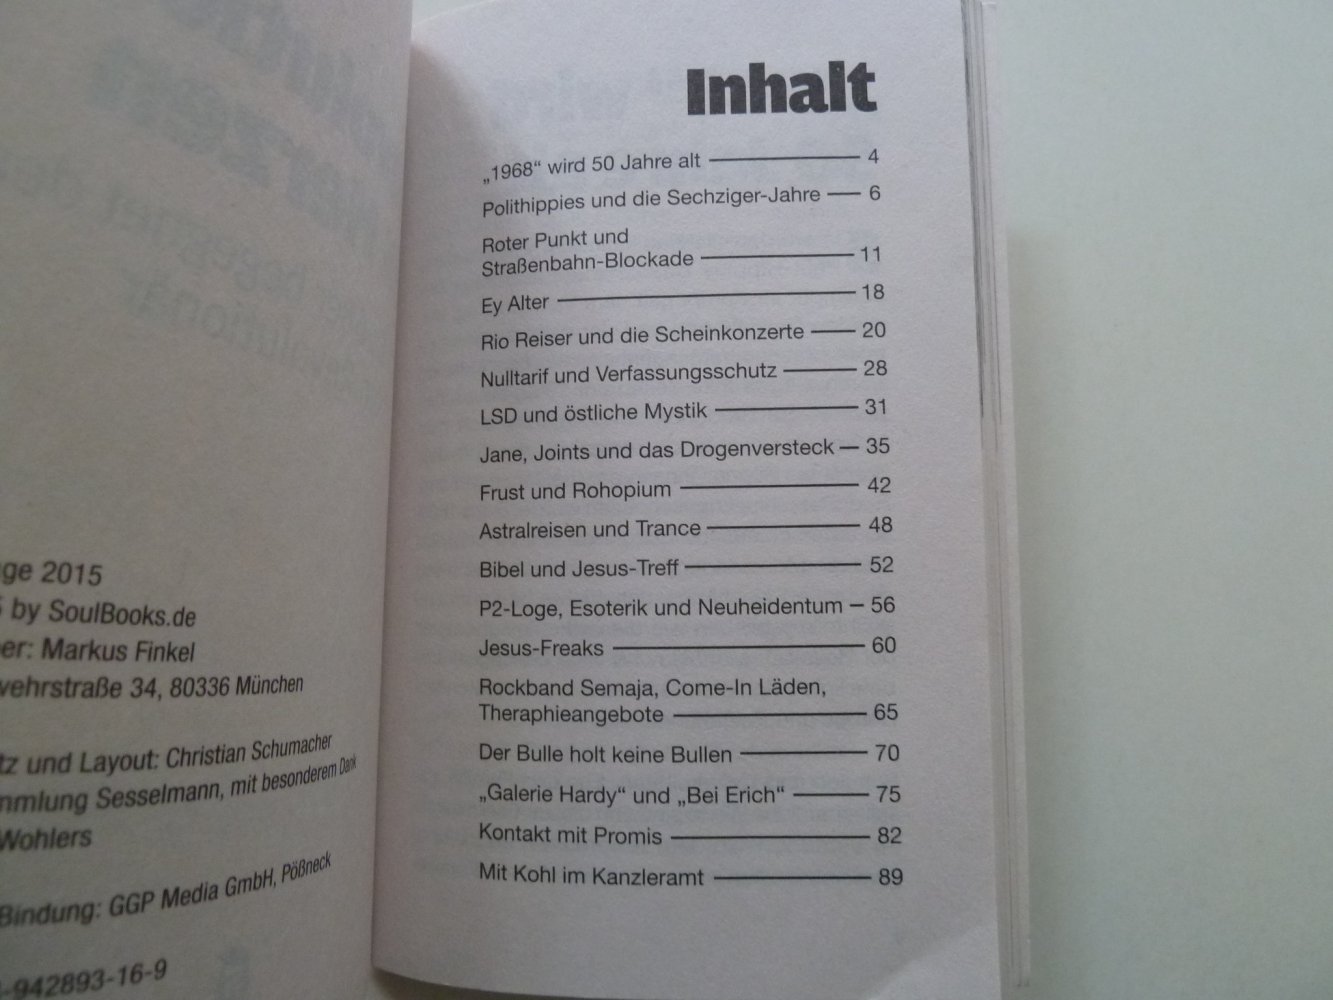 2015
by SoulBooks.de
Markus Finkel
34, 80336 München
und Layout: Christian Schumacher
Sesselmann, mit besonderem Dank
Wohlers
Bindung: GGP Media GmbH, Pößneck
-942893-16-9
Inhalt
„1968“ wird 50 Jahre alt 4
Polithippies und die Sechziger-Jahre 6
Roter Punkt und
Straßenbahn-Blockade 11
Ey Alter 18
Rio Reiser und die Scheinkonzerte 20
Nulltarif und Verfassungsschutz 28
LSD und östliche Mystik 31
Jane, Joints und das Drogenversteck 35
Frust und Rohopium 42
Astralreisen und Trance 48
Bibel und Jesus-Treff 52
P2-Loge, Esoterik und Neuheidentum 56
Jesus-Freaks 60
Rockband Semaja, Come-In Läden,
Theraphieangebote 65
Der Bulle holt keine Bullen 70
„Galerie Hardy“ und „Bei Erich“ 75
Kontakt mit Promis 82
Mit Kohl im Kanzleramt 89